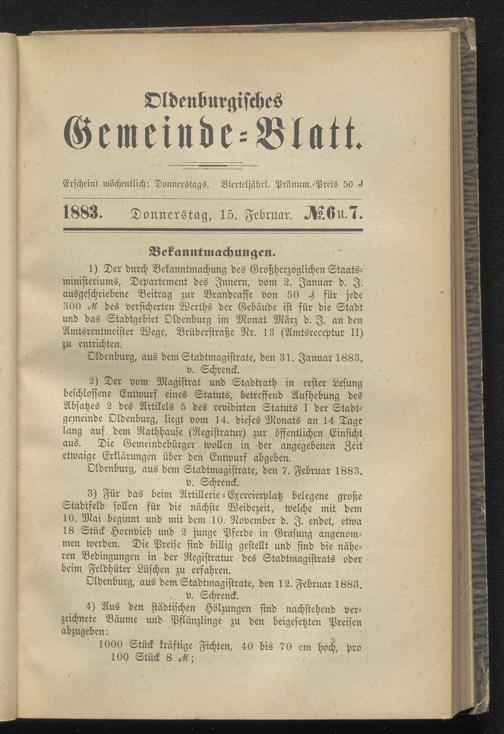 Oldenburgisches
Gemeinde-Blatt.
Erscheint wöchentlich: Donnerstags. Vierteljährl. Pränum.-Preis 50 ₰
1883. Donnerstag, 15. Februar. № 6 u. 7.
Bekanntmachungen.
1) Der durch Bekanntmachung des Großherzoglichen Staats-
ministeriums, Departement des Innern, vom 2. Januar d. J.
ausgeschriebene Beitrag zur Brandcasse von 50 ₰ für jede
300 ℳ des versicherten Werths der Gebäude ist für die Stadt
und das Stadtgebiet Oldenburg im Monat März d. J. an den
Amtsrentmeister Wege, Brüderstraße Nr. 13 (Amtsreceptur II)
zu entrichten.
Oldenburg, aus dem Stadtmagistrate, den 31. Januar 1883.
v. Schrenck.
2) Der vom Magistrat und Stadtrath in erster Lesung
beschlossene Entwurf eines Statuts, betreffend Aufhebung des
Absatzes 2 des Artikels 5 des revidirten Statuts I der Stadt-
gemeinde Oldenburg, liegt vom 14. dieses Monats an 14 Tage
lang auf dem Rathhause (Registratur) zur öffentlichen Einsicht
aus. Die Gemeindebürger wollen in der angegebenen Zeit
etwaige Erklärungen über den Entwurf abgeben.
Oldenburg, aus dem Stadtmagistrate, den 7. Februar 1883.
v. Schrenck.
3) Für das beim Artillerie-Exercierplatz belegene große
Stadtfeld sollen für die nächste Weidezeit, welche mit dem
10. Mai beginnt und mit dem 10. November d. J. endet, etwa
18 Stück Hornvieh und 2 junge Pferde in Grasung angenom-
men werden. Die Preise sind billig gestellt und sind die nähe-
ren Bedingungen in der Registratur des Stadtmagistrats oder
beim Feldhüter Lüschen zu erfahren.
Oldenburg, aus dem Stadtmagistrate, den 12. Februar 1883.
v. Schrenck.
4) Aus den städtischen Hölzungen sind nachstehend ver-
zeichnete Bäume und Pflänzlinge zu den beigesetzten Preisen
abzugeben:
1000 Stück kräftige Fichten, 40 bis 70 cm hoch, pro
100 Stück 8 ℳ;